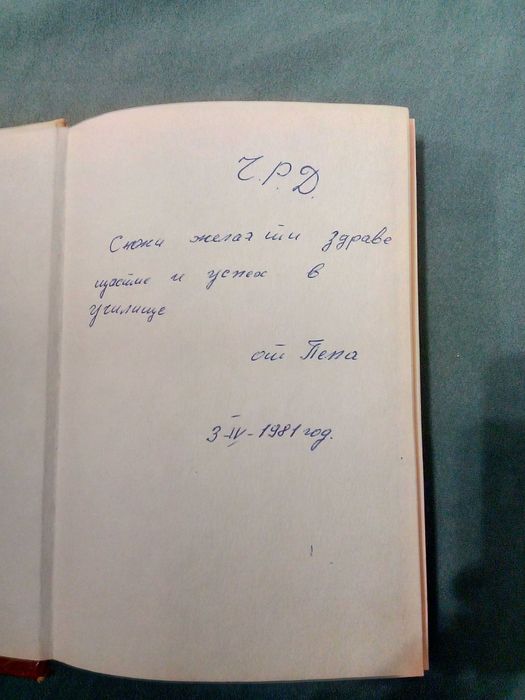 Ч.Р.Д.
Снежи желая ти здраве
щастие и успех в
училище
от Пепа
3-IV-1981 год.